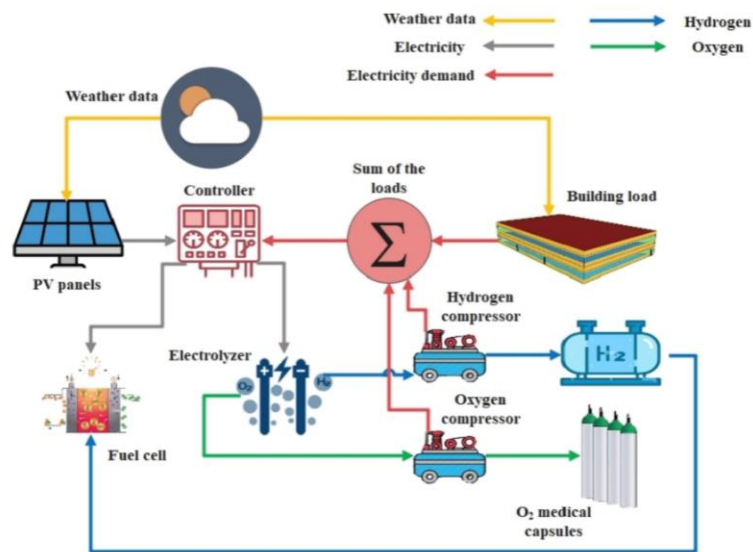 Weather data
Hydrogen
Electricity
Oxygen
Electricity demand
Weather data
Sum of the
loads
Controller
Building load
PV panels
Hydrogen
compressor
Electrolyzer
H₂
O₂
H₂
Oxygen
compressor
Fuel cell
O₂ medical
capsules
Σ